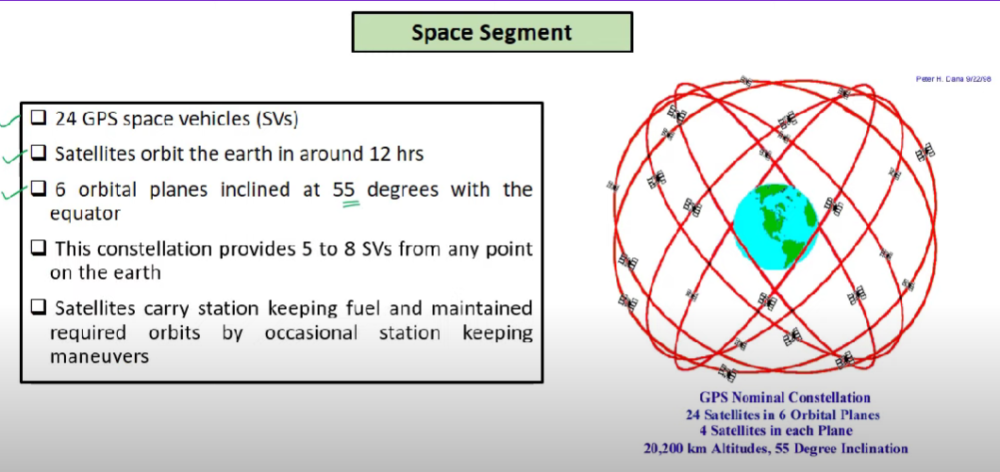 Space Segment
Peter H. Dana 9/22/98
24 GPS space vehicles (SVs)
Satellites orbit the earth in around 12 hrs
6 orbital planes inclined at 55 degrees with the
equator
This constellation provides 5 to 8 SVs from any point
on the earth
Satellites carry station keeping fuel and maintained
required orbits by occasional station keeping
maneuvers
GPS Nominal Constellation
24 Satellites in 6 Orbital Planes
4 Satellites in each Plane
20,200 km Altitudes, 55 Degree Inclination